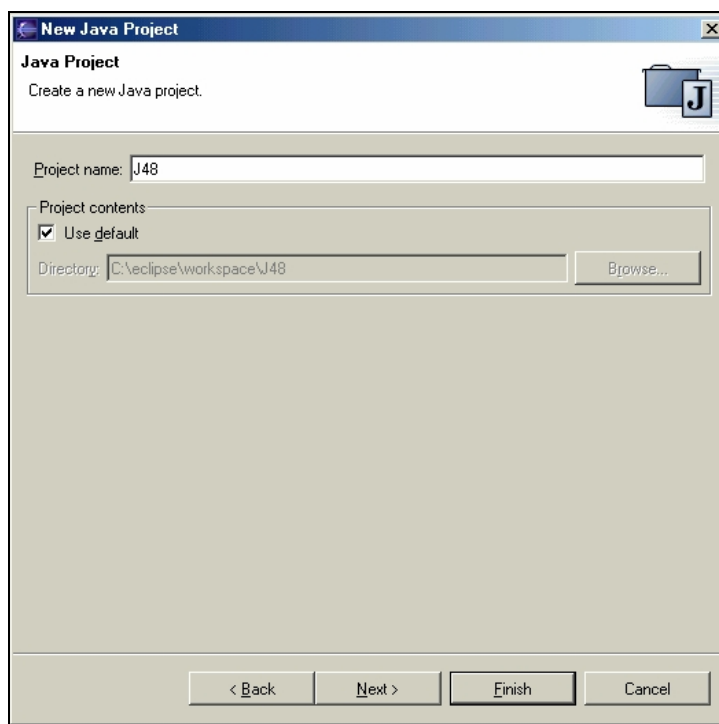 New Java Project
Java Project
Create a new Java project.
J
Project name: J48
Project contents
Use default
Directory: C:\eclipse\workspace\J48 Browse...
< Back Next > Finish Cancel